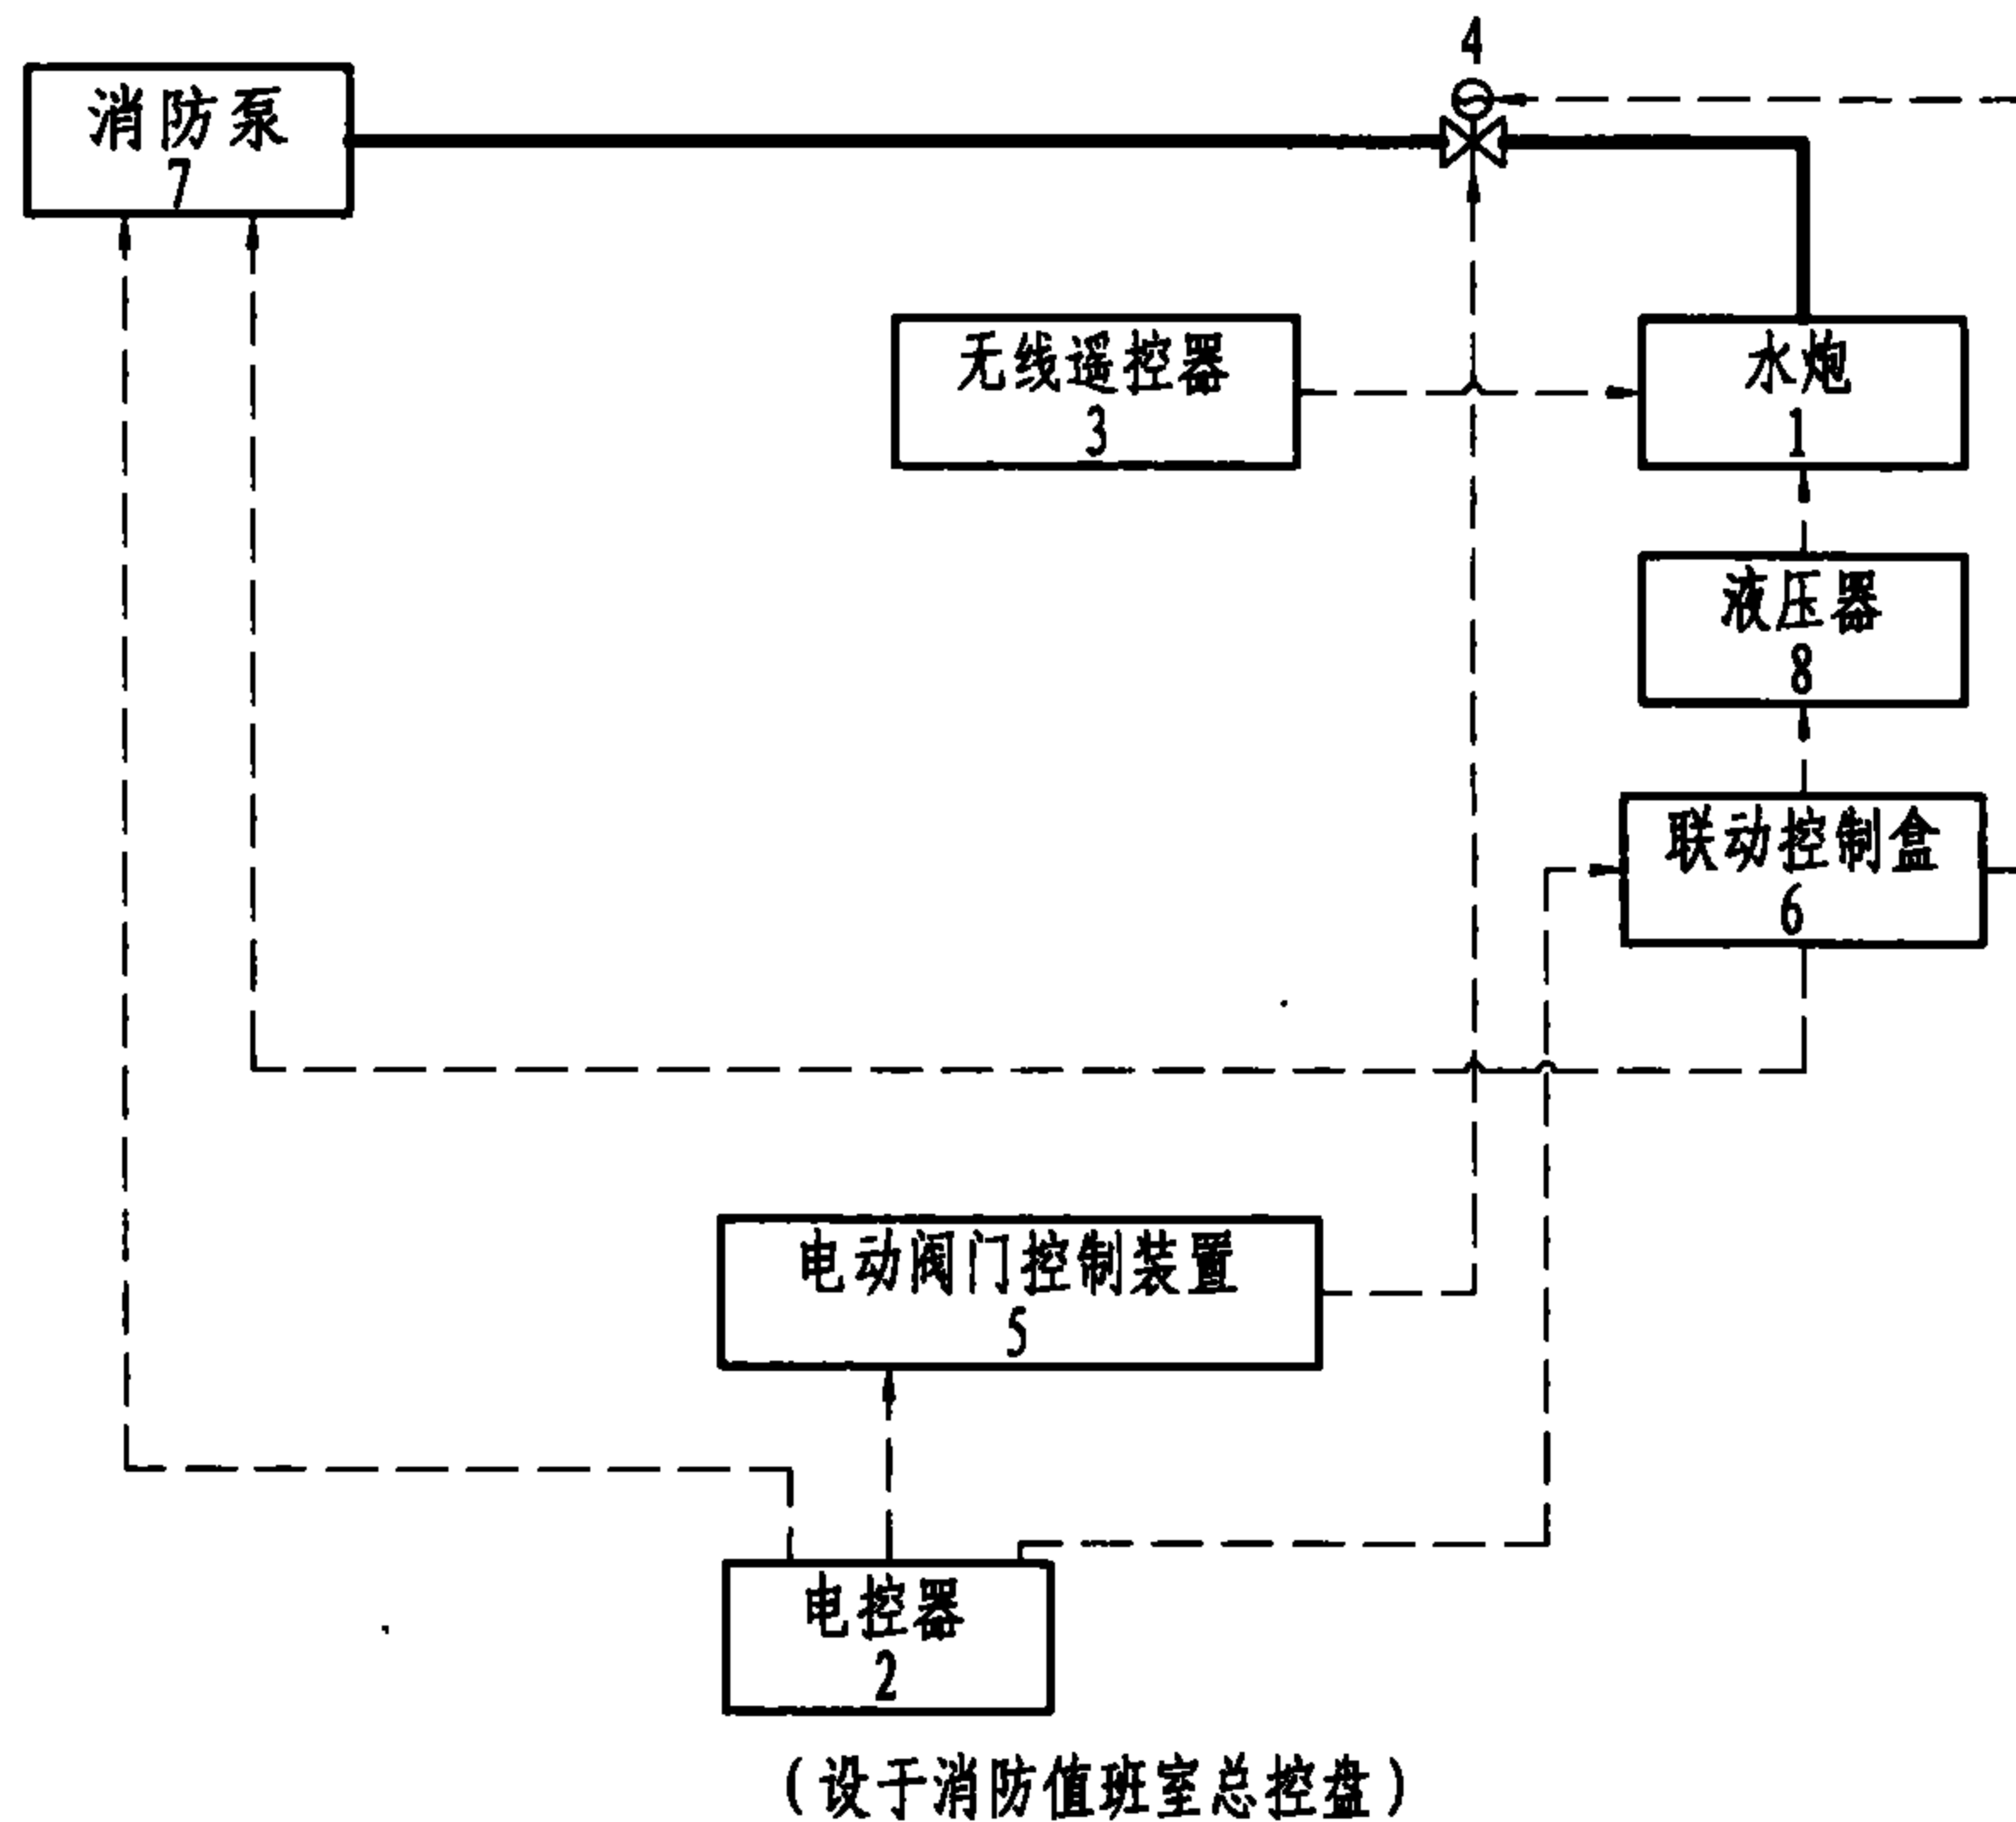 4
消防泵
7
无线遥控器
3
水炮
1
液压器
8
联动控制盒
6
电动阀门控制装置
5
电控器
2
(设于消防值班室总控盘)